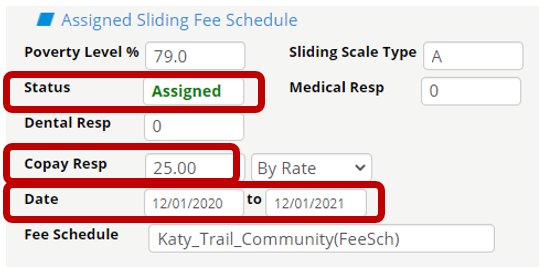 Assigned Sliding Fee Schedule
Poverty Level % 79.0 Sliding Scale Type A
Status Assigned Medical Resp 0
Dental Resp 0
Copay Resp 25.00 By Rate
Date 12/01/2020 to 12/01/2021
Fee Schedule Katy_Trail_Community(FeeSch)